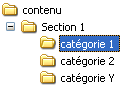 contenu
Section 1
catégorie 1
catégorie 2
catégorie Y